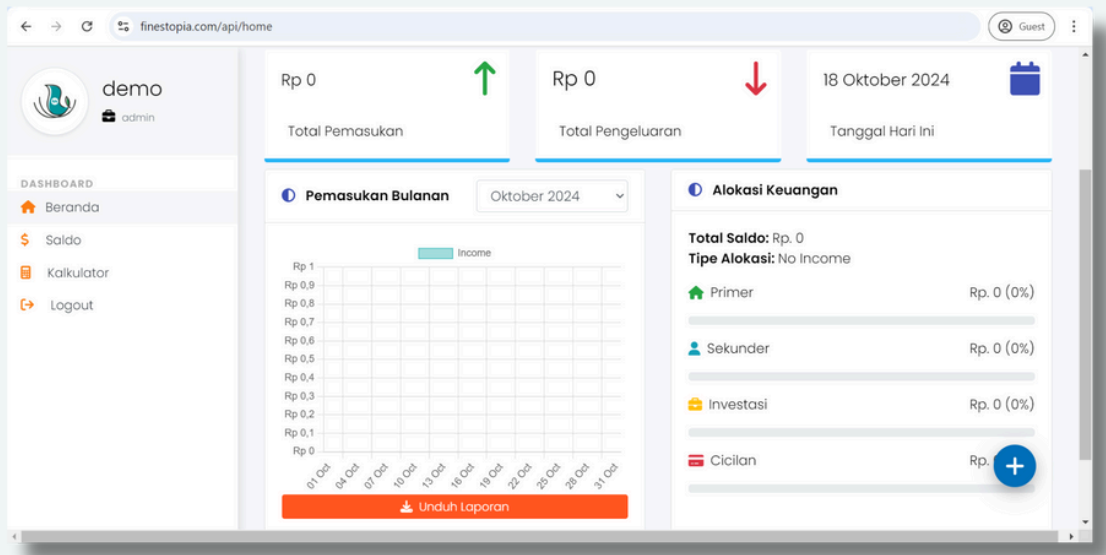 finestopia.com/api/home
Guest
demo
admin
DASHBOARD
Beranda
Saldo
Kalkulator
Logout
Rp 0
Total Pemasukan
Rp 0
Total Pengeluaran
18 Oktober 2024
Tanggal Hari Ini
Pemasukan Bulanan
Oktober 2024
Income
Rp 1
Rp 0,9
Rp 0,8
Rp 0,7
Rp 0,6
Rp 0,5
Rp 0,4
Rp 0,3
Rp 0,2
Rp 0,1
Rp 0
01 Oct 04 Oct 07 Oct 10 Oct 13 Oct 16 Oct 19 Oct 22 Oct 25 Oct 28 Oct 31 Oct
Unduh Laporan
Alokasi Keuangan
Total Saldo: Rp. 0
Tipe Alokasi: No Income
Primer Rp. 0 (0%)
Sekunder Rp. 0 (0%)
Investasi Rp. 0 (0%)
Cicilan Rp.